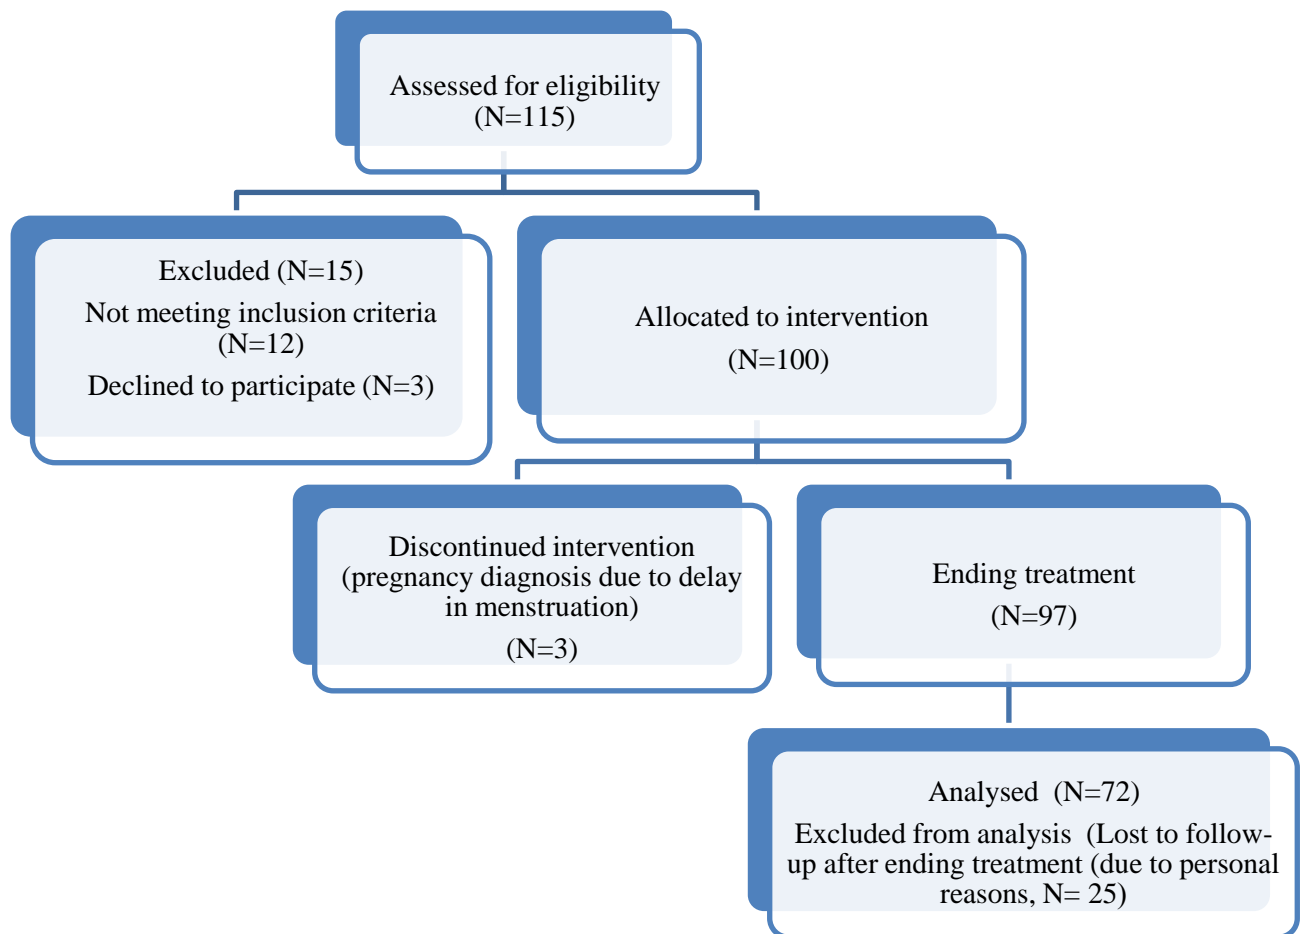 Assessed for eligibility
(N=115)
Excluded (N=15)
Not meeting inclusion criteria
(N=12)
Declined to participate (N=3)
Allocated to intervention
(N=100)
Discontinued intervention
(pregnancy diagnosis due to delay
in menstruation)
(N=3)
Ending treatment
(N=97)
Analysed  (N=72)
Excluded from analysis  (Lost to follow-
up after ending treatment (due to personal
reasons, N= 25)